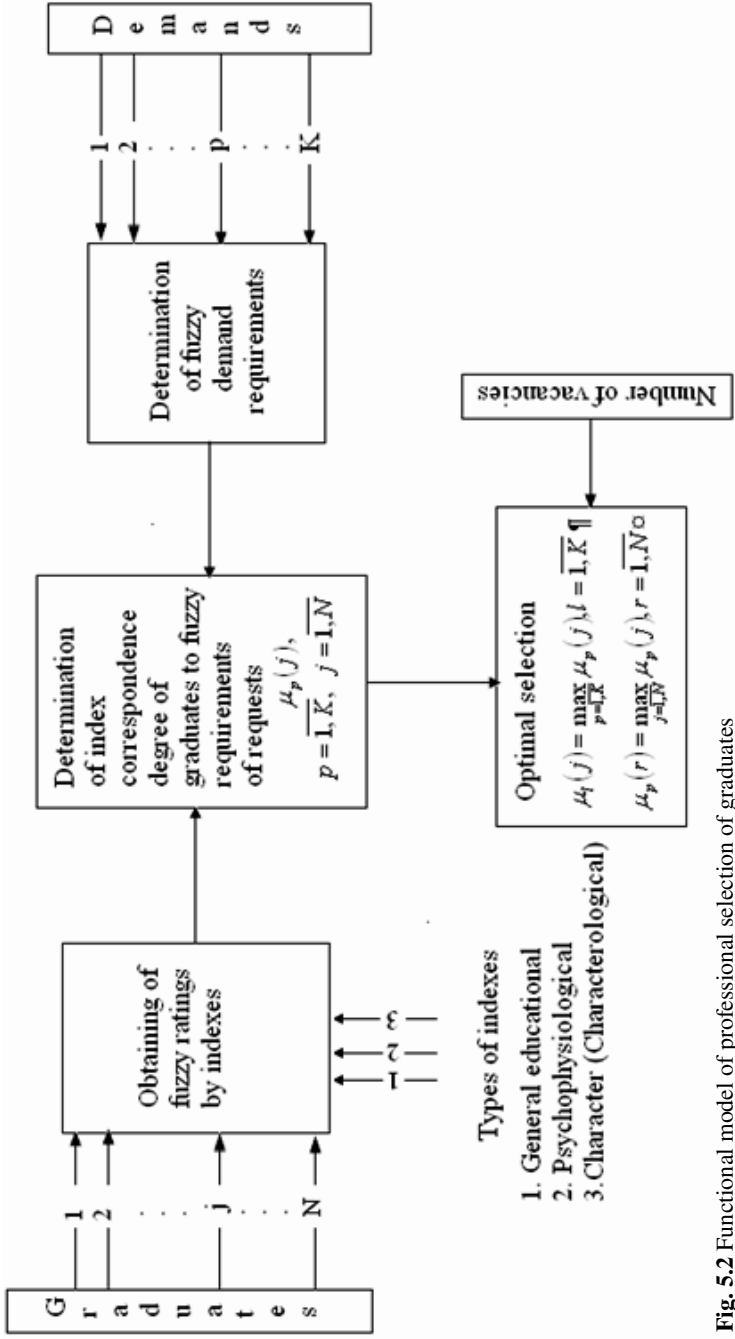 Graduates
1
2
. . .
j
. . .
N
Obtaining of
fuzzy ratings
by indexes
1 2 3
Types of indexes
1. General educational
2. Psychophysiological
3. Character (Characterological)
Determination
of index
correspondence
degree of
graduates to fuzzy
requirements
of requests
μp(j),
p = 1,K, j = 1,N
Optimal selection
μl(j) = max μp(j), l = 1,K ¶
p=1,K
μp(r) = max μp(j), r = 1,N¤
j=1,N
Number of vacancies
Determination
of fuzzy
demand
requirements
1
2
. . .
p
. . .
K
Demands
Fig. 5.2 Functional model of professional selection of graduates